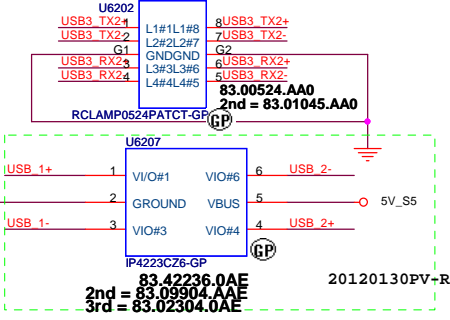 U6202
USB3_TX2+ 1 L1#1L1#8 8 USB3_TX2+
USB3_TX2- 2 L2#2L2#7 7 USB3_TX2-
G1 GNDGND G2
USB3_RX2+ 3 L3#3L3#6 6 USB3_RX2+
USB3_RX2- 4 L4#4L4#5 5 USB3_RX2-
83.00524.AA0
2nd = 83.01045.AA0
RCLAMP0524PATCT-GP
GP
U6207
USB_1+ 1 VI/O#1 VIO#6 6 USB_2-
2 GROUND VBUS 5 5V_S5
USB_1- 3 VIO#3 VIO#4 4 USB_2+
GP
IP4223CZ6-GP
83.42236.0AE
2nd = 83.09904.AAE
3rd = 83.02304.0AE
20120130PV-R